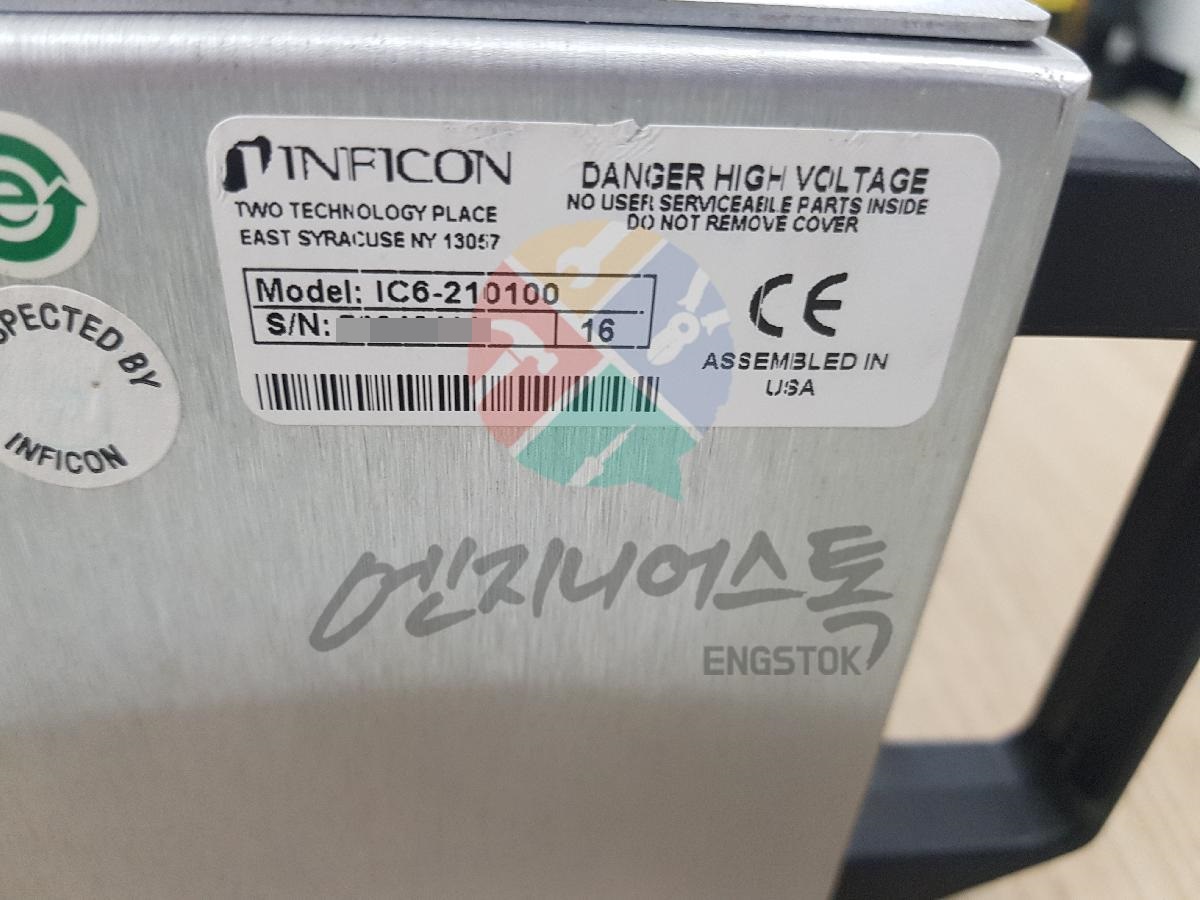 INFICON
TWO TECHNOLOGY PLACE
EAST SYRACUSE NY 13057
DANGER HIGH VOLTAGE
NO USER SERVICEABLE PARTS INSIDE
DO NOT REMOVE COVER
Model: IC6-210100
S/N:
16
CE
ASSEMBLED IN
USA
e
SPECTED BY
INFICON
엔지니어스톡
ENGSTOK